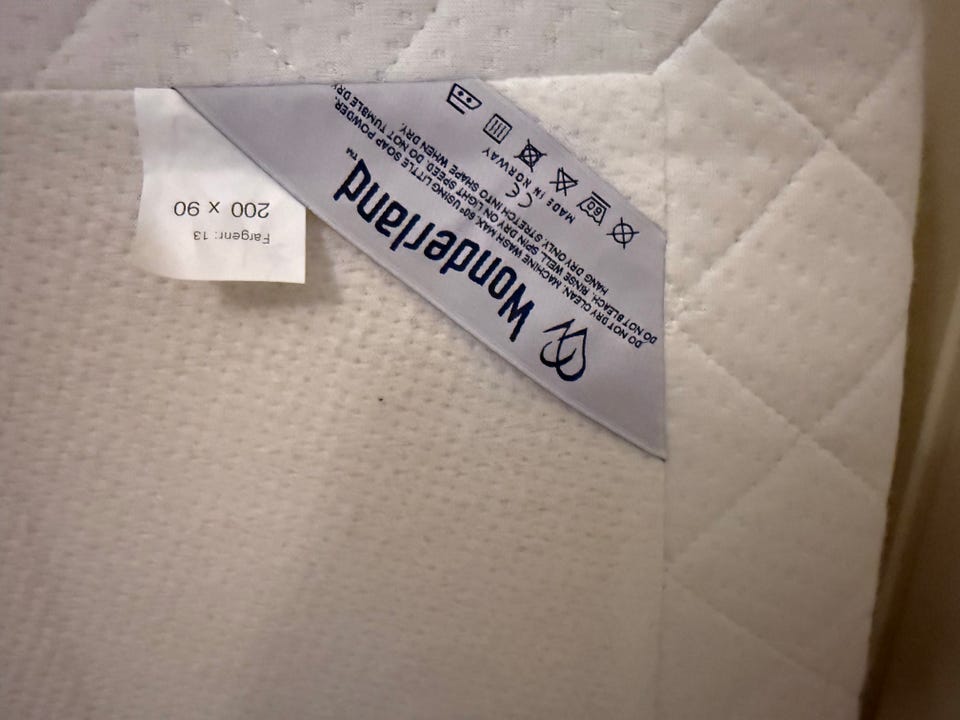 Wonderland™
DO NOT DRY CLEAN. MACHINE WASH MAX. 60° USING LITTLE SOAP POWDER.
DO NOT BLEACH. RINSE WELL. SPIN DRY ON LIGHT SPEED. DO NOT TUMBLE DRY
HANG DRY ONLY. STRETCH INTO SHAPE WHEN DRY.
CE
MADE IN NORWAY
60°
Fargenr: 13
200 x 90